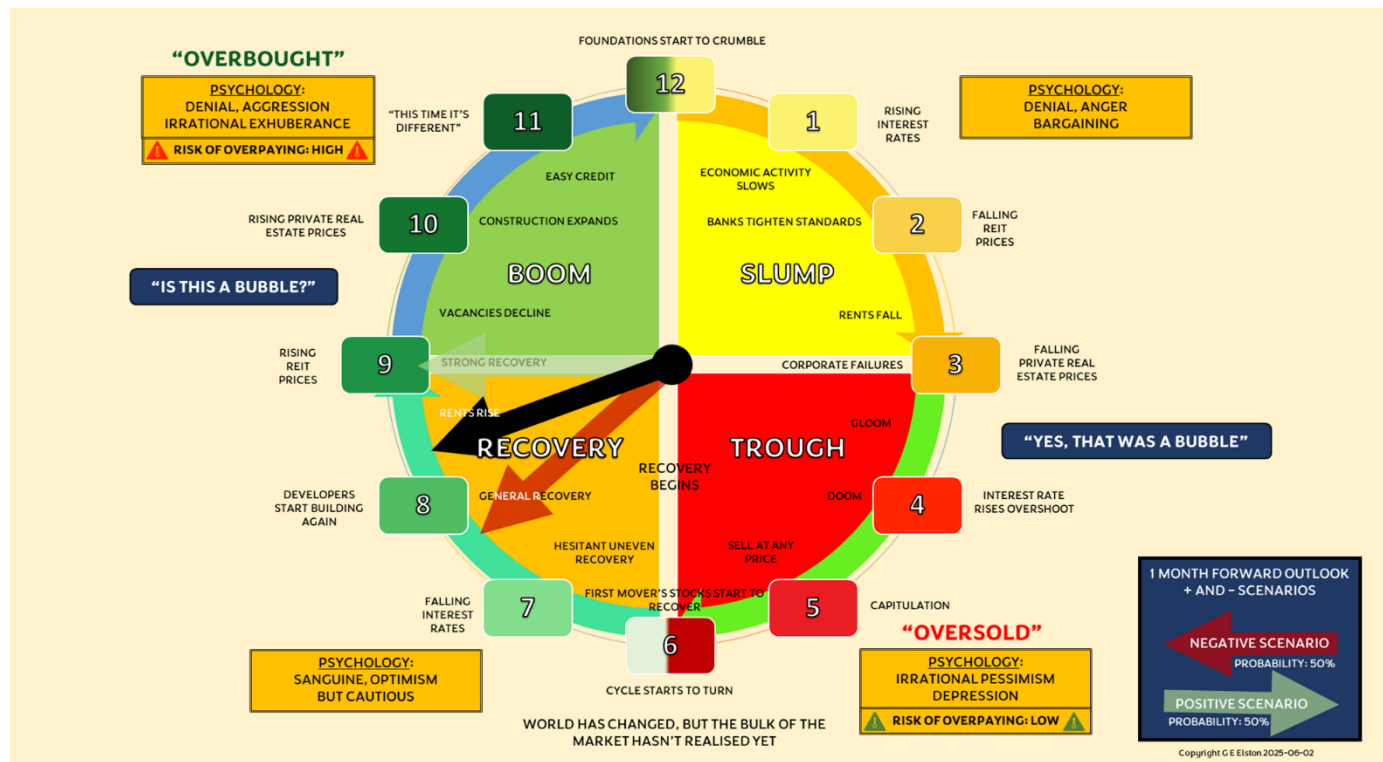 FOUNDATIONS START TO CRUMBLE
"OVERBOUGHT"
PSYCHOLOGY:
DENIAL, AGGRESSION
IRRATIONAL EXHUBERANCE
RISK OF OVERPAYING: HIGH
12
"THIS TIME IT'S
DIFFERENT"
11
1
RISING
INTEREST
RATES
PSYCHOLOGY:
DENIAL, ANGER
BARGAINING
EASY CREDIT
ECONOMIC ACTIVITY
SLOWS
RISING PRIVATE REAL
ESTATE PRICES
10
CONSTRUCTION EXPANDS
BANKS TIGHTEN STANDARDS
2
FALLING
REIT
PRICES
BOOM
SLUMP
"IS THIS A BUBBLE?"
VACANCIES DECLINE
RENTS FALL
RISING
REIT
PRICES
9
STRONG RECOVERY
CORPORATE FAILURES
3
FALLING
PRIVATE REAL
ESTATE PRICES
RENTS RISE
GLOOM
RECOVERY
TROUGH
"YES, THAT WAS A BUBBLE"
RECOVERY
BEGINS
DEVELOPERS
START BUILDING
AGAIN
8
GENERAL RECOVERY
DOOM
4
INTEREST RATE
RISES OVERSHOOT
HESITANT UNEVEN
RECOVERY
SELL AT ANY
PRICE
FALLING
INTEREST
RATES
7
FIRST MOVER'S STOCKS START TO
RECOVER
5
CAPITULATION
6
"OVERSOLD"
PSYCHOLOGY:
SANGUINE, OPTIMISM
BUT CAUTIOUS
CYCLE STARTS TO TURN
PSYCHOLOGY:
IRRATIONAL PESSIMISM
DEPRESSION
RISK OF OVERPAYING: LOW
WORLD HAS CHANGED, BUT THE BULK OF THE
MARKET HASN'T REALISED YET
1 MONTH FORWARD OUTLOOK
+ AND – SCENARIOS
NEGATIVE SCENARIO
PROBABILITY: 50%
POSITIVE SCENARIO
PROBABILITY: 50%
Copyright G E Elston 2025-06-02